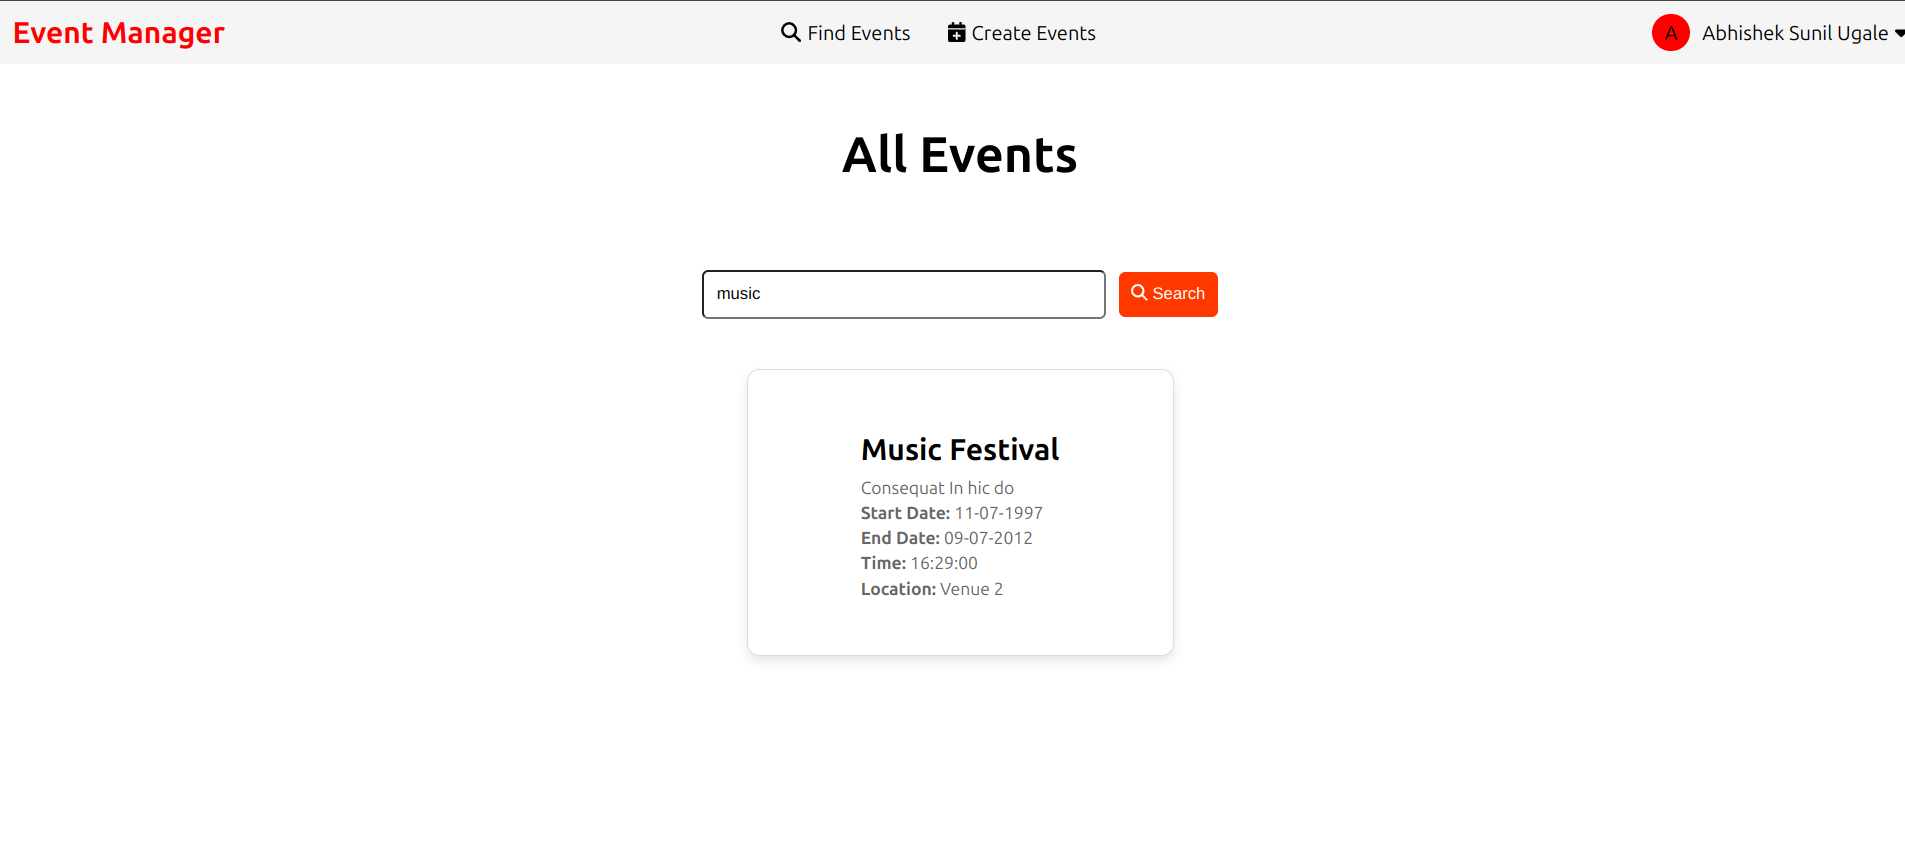 Event Manager
Find Events
Create Events
A
Abhishek Sunil Ugale
All Events
music
Search
Music Festival
Consequat In hic do
Start Date: 11-07-1997
End Date: 09-07-2012
Time: 16:29:00
Location: Venue 2